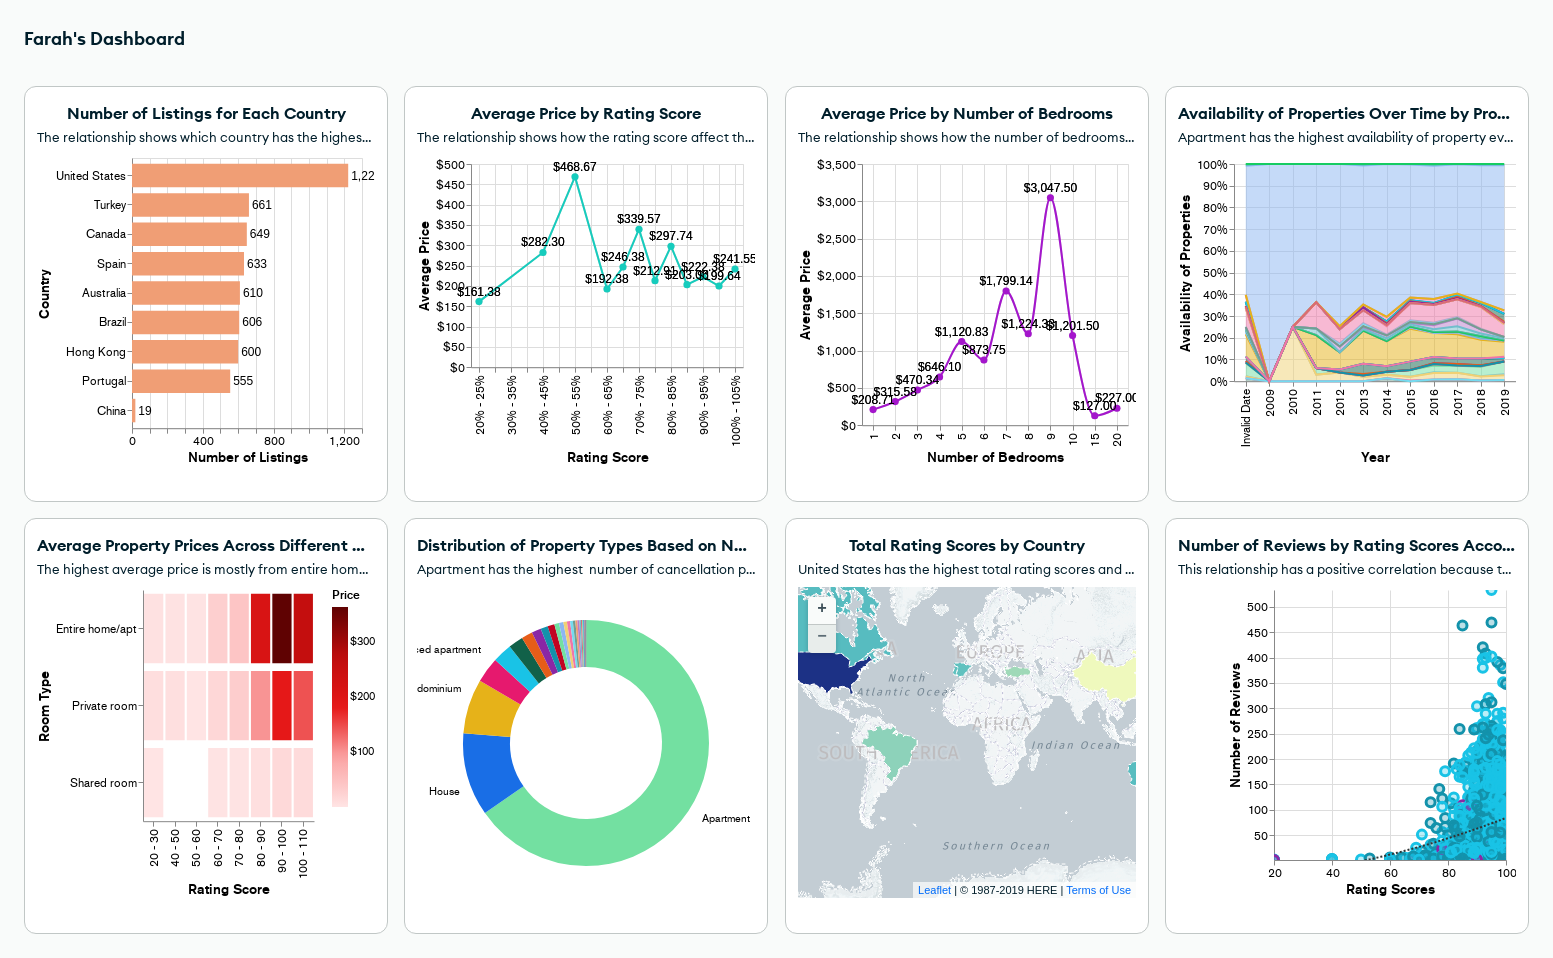 Farah's Dashboard
Number of Listings for Each Country
The relationship shows which country has the highes...
Country
United States
Turkey
Canada
Spain
Australia
Brazil
Hong Kong
Portugal
China
1,22
661
649
633
610
606
600
555
19
0
400
800
1,200
Number of Listings
Average Price by Rating Score
The relationship shows how the rating score affect th...
Average Price
$500
$450
$400
$350
$300
$250
$200
$150
$100
$50
$0
$161.38
$282.30
$468.67
$192.38
$246.38
$339.57
$212.91
$297.74
$222.38
$199.64
$241.55
20% - 25%
30% - 35%
40% - 45%
50% - 55%
60% - 65%
70% - 75%
80% - 85%
90% - 95%
100% - 105%
Rating Score
Average Price by Number of Bedrooms
The relationship shows how the number of bedrooms...
Average Price
$3,500
$3,000
$2,500
$2,000
$1,500
$1,000
$500
$0
$315.58
$470.34
$646.10
$1,120.83
$873.75
$1,799.14
$3,047.50
$1,201.50
$127.00
$227.00
1
2
3
4
5
6
7
8
9
10
15
20
Number of Bedrooms
Availability of Properties Over Time by Pro...
Apartment has the highest availability of property ev...
Availability of Properties
100%
90%
80%
70%
60%
50%
40%
30%
20%
10%
0%
Invalid Date
2009
2010
2011
2012
2013
2014
2015
2016
2017
2018
2019
Year
Average Property Prices Across Different ...
The highest average price is mostly from entire hom...
Room Type
Entire home/apt
Private room
Shared room
Price
$300
$200
$100
20 - 30
40 - 50
50 - 60
60 - 70
70 - 80
80 - 90
90 - 100
100 - 110
Rating Score
Distribution of Property Types Based on N...
Apartment has the highest number of cancellation p...
ced apartment
dominium
House
Apartment
Total Rating Scores by Country
United States has the highest total rating scores and ...
+
−
EUROPE
ASIA
North
Atlantic Ocea
AFRICA
SOUTH AMERICA
Indian Ocean
Southern Ocean
Leaflet | © 1987-2019 HERE | Terms of Use
Number of Reviews by Rating Scores Acco...
This relationship has a positive correlation because t...
Number of Reviews
500
450
400
350
300
250
200
150
100
50
20
40
60
80
100
Rating Scores